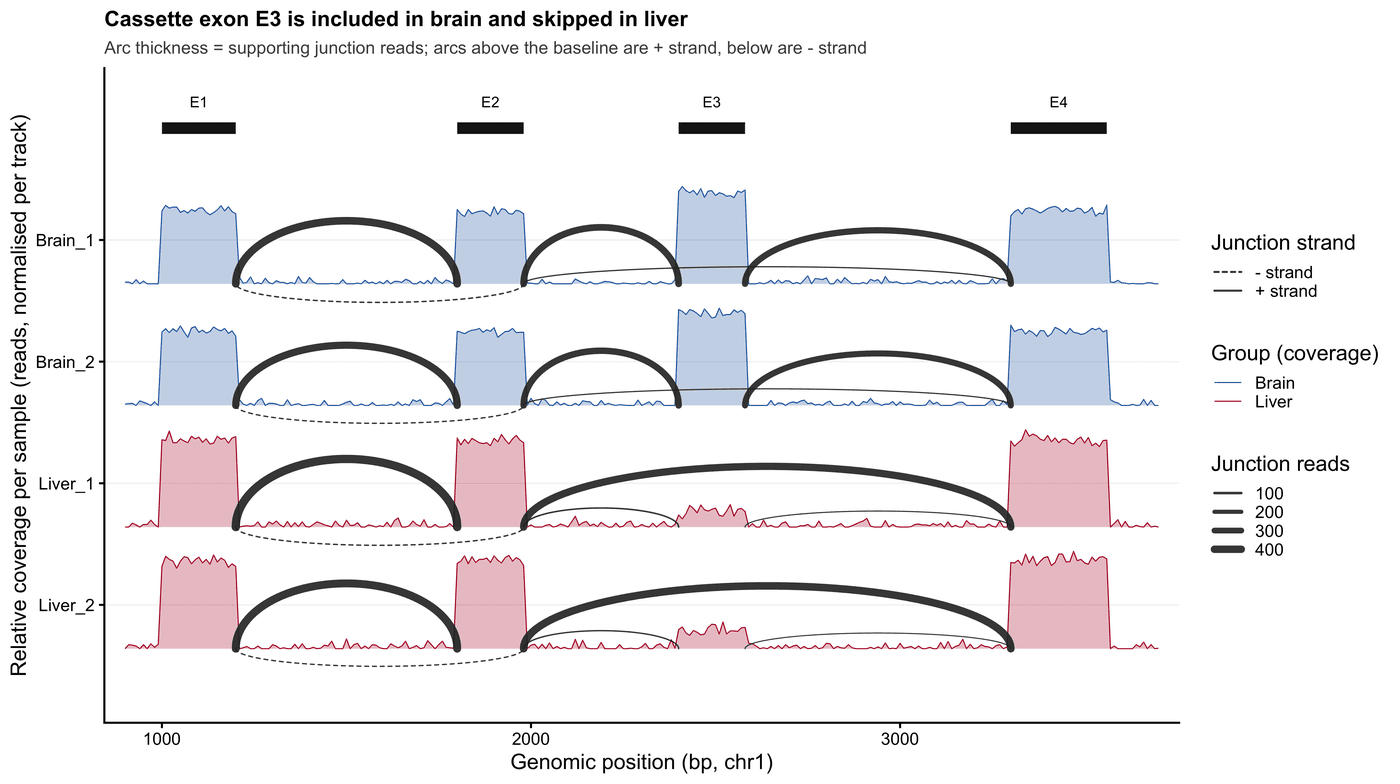 Cassette exon E3 is included in brain and skipped in liver
Arc thickness = supporting junction reads; arcs above the baseline are + strand, below are - strand
E1 E2 E3 E4
Relative coverage per sample (reads, normalised per track)
Brain_1
Brain_2
Liver_1
Liver_2
1000 2000 3000
Genomic position (bp, chr1)
Junction strand
- strand
+ strand
Group (coverage)
Brain
Liver
Junction reads
100
200
300
400